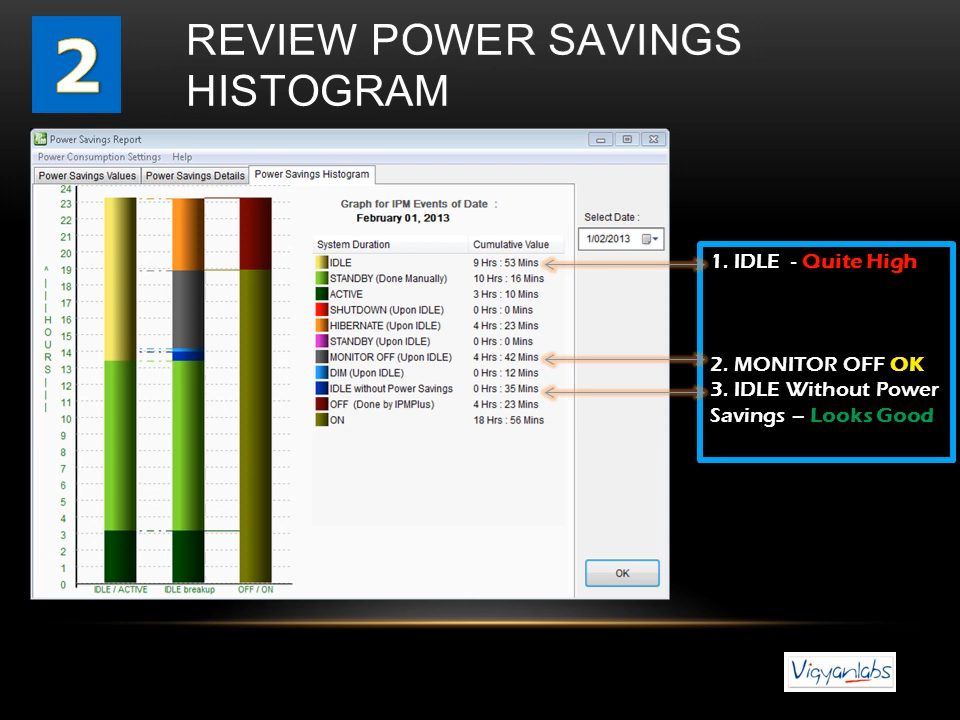 2
REVIEW POWER SAVINGS
HISTOGRAM
Power Savings Report
Power Consumption Settings Help
Power Savings Values Power Savings Details Power Savings Histogram
Graph for IPM Events of Date :
February 01, 2013
Select Date :
1/02/2013
System Duration Cumulative Value
IDLE 9 Hrs : 53 Mins
STANDBY (Done Manually) 10 Hrs : 16 Mins
ACTIVE 3 Hrs : 10 Mins
SHUTDOWN (Upon IDLE) 0 Hrs : 0 Mins
HIBERNATE (Upon IDLE) 4 Hrs : 23 Mins
STANDBY (Upon IDLE) 0 Hrs : 0 Mins
MONITOR OFF (Upon IDLE) 4 Hrs : 42 Mins
DIM (Upon IDLE) 0 Hrs : 12 Mins
IDLE without Power Savings 0 Hrs : 35 Mins
OFF (Done by IPMPlus) 4 Hrs : 23 Mins
ON 18 Hrs : 56 Mins
24
23
22
21
20
19
18
17
16
15
14
13
12
11
10
9
8
7
6
5
4
3
2
1
0
HOURS
IDLE / ACTIVE IDLE breakup OFF / ON
OK
1. IDLE - Quite High
2. MONITOR OFF OK
3. IDLE Without Power
Savings – Looks Good
Vigyanlabs